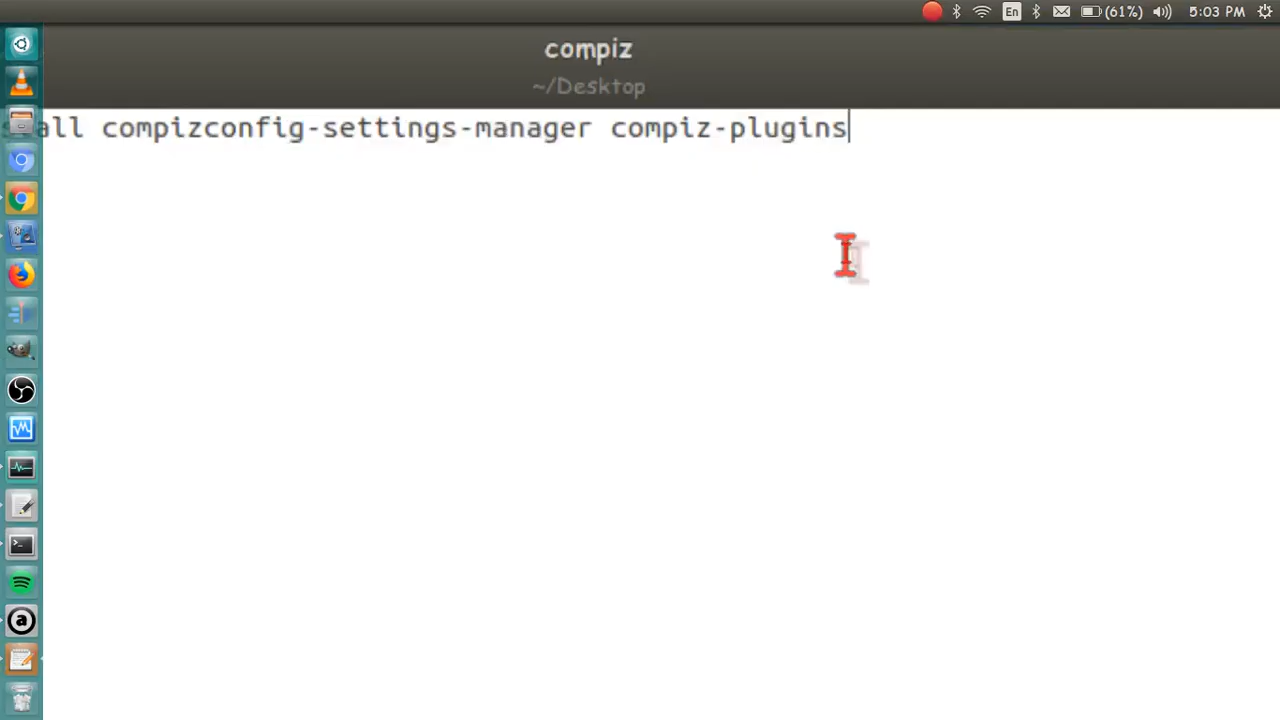 En (61%) 5:03 PM
compiz
~/Desktop
all compizconfig-settings-manager compiz-plugins